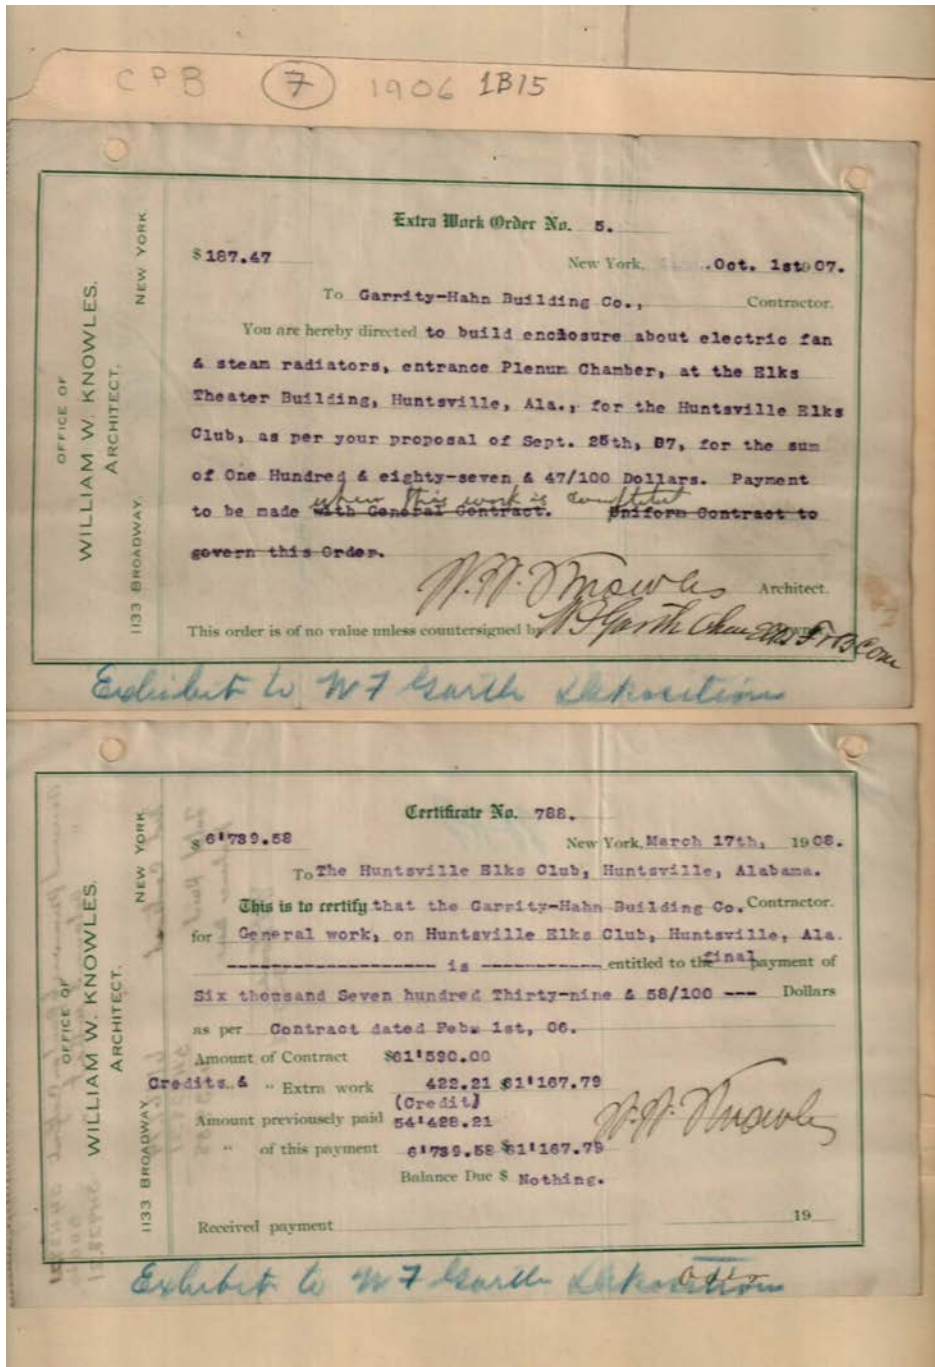 CPB 7 1906 1B15
OFFICE OF
WILLIAM W. KNOWLES.
ARCHITECT.
1133 BROADWAY. NEW YORK.
Extra Work Order No. 5.
$187.47 New York, Oct. 1st 07.
To Garrity-Hahn Building Co., Contractor.
You are hereby directed to build enclosure about electric fan
& steam radiators, entrance Plenum Chamber, at the Elks
Theater Building, Huntsville, Ala., for the Huntsville Elks
Club, as per your proposal of Sept. 25th, 07, for the sum
of One Hundred & eighty-seven & 47/100 Dollars. Payment
when this work is
to be made with General Contract. Uniform Contract to
govern this Order.
W. W. Knowles Architect.
This order is of no value unless countersigned by W F Garth
Exhibit to W F Garth Deposition
OFFICE OF
WILLIAM W. KNOWLES.
ARCHITECT.
1133 BROADWAY NEW YORK.
Certificate No. 788.
$6'739.58 New York, March 17th, 1908.
To The Huntsville Elks Club, Huntsville, Alabama.
This is to certify that the Garrity-Hahn Building Co. Contractor.
for General work, on Huntsville Elks Club, Huntsville, Ala.
------------------- is ----------- entitled to the final payment of
Six thousand Seven hundred Thirty-nine & 58/100 --- Dollars
as per Contract dated Feb. 1st, 06.
Amount of Contract $61'590.00
Credits & " Extra work 422.21 $61'167.79
(Credit)
Amount previousely paid 54'428.21
" of this payment 6'739.58 $61'167.79
W. W. Knowles
Balance Due $ Nothing.
Received payment 19
Exhibit to W F Garth Deposition